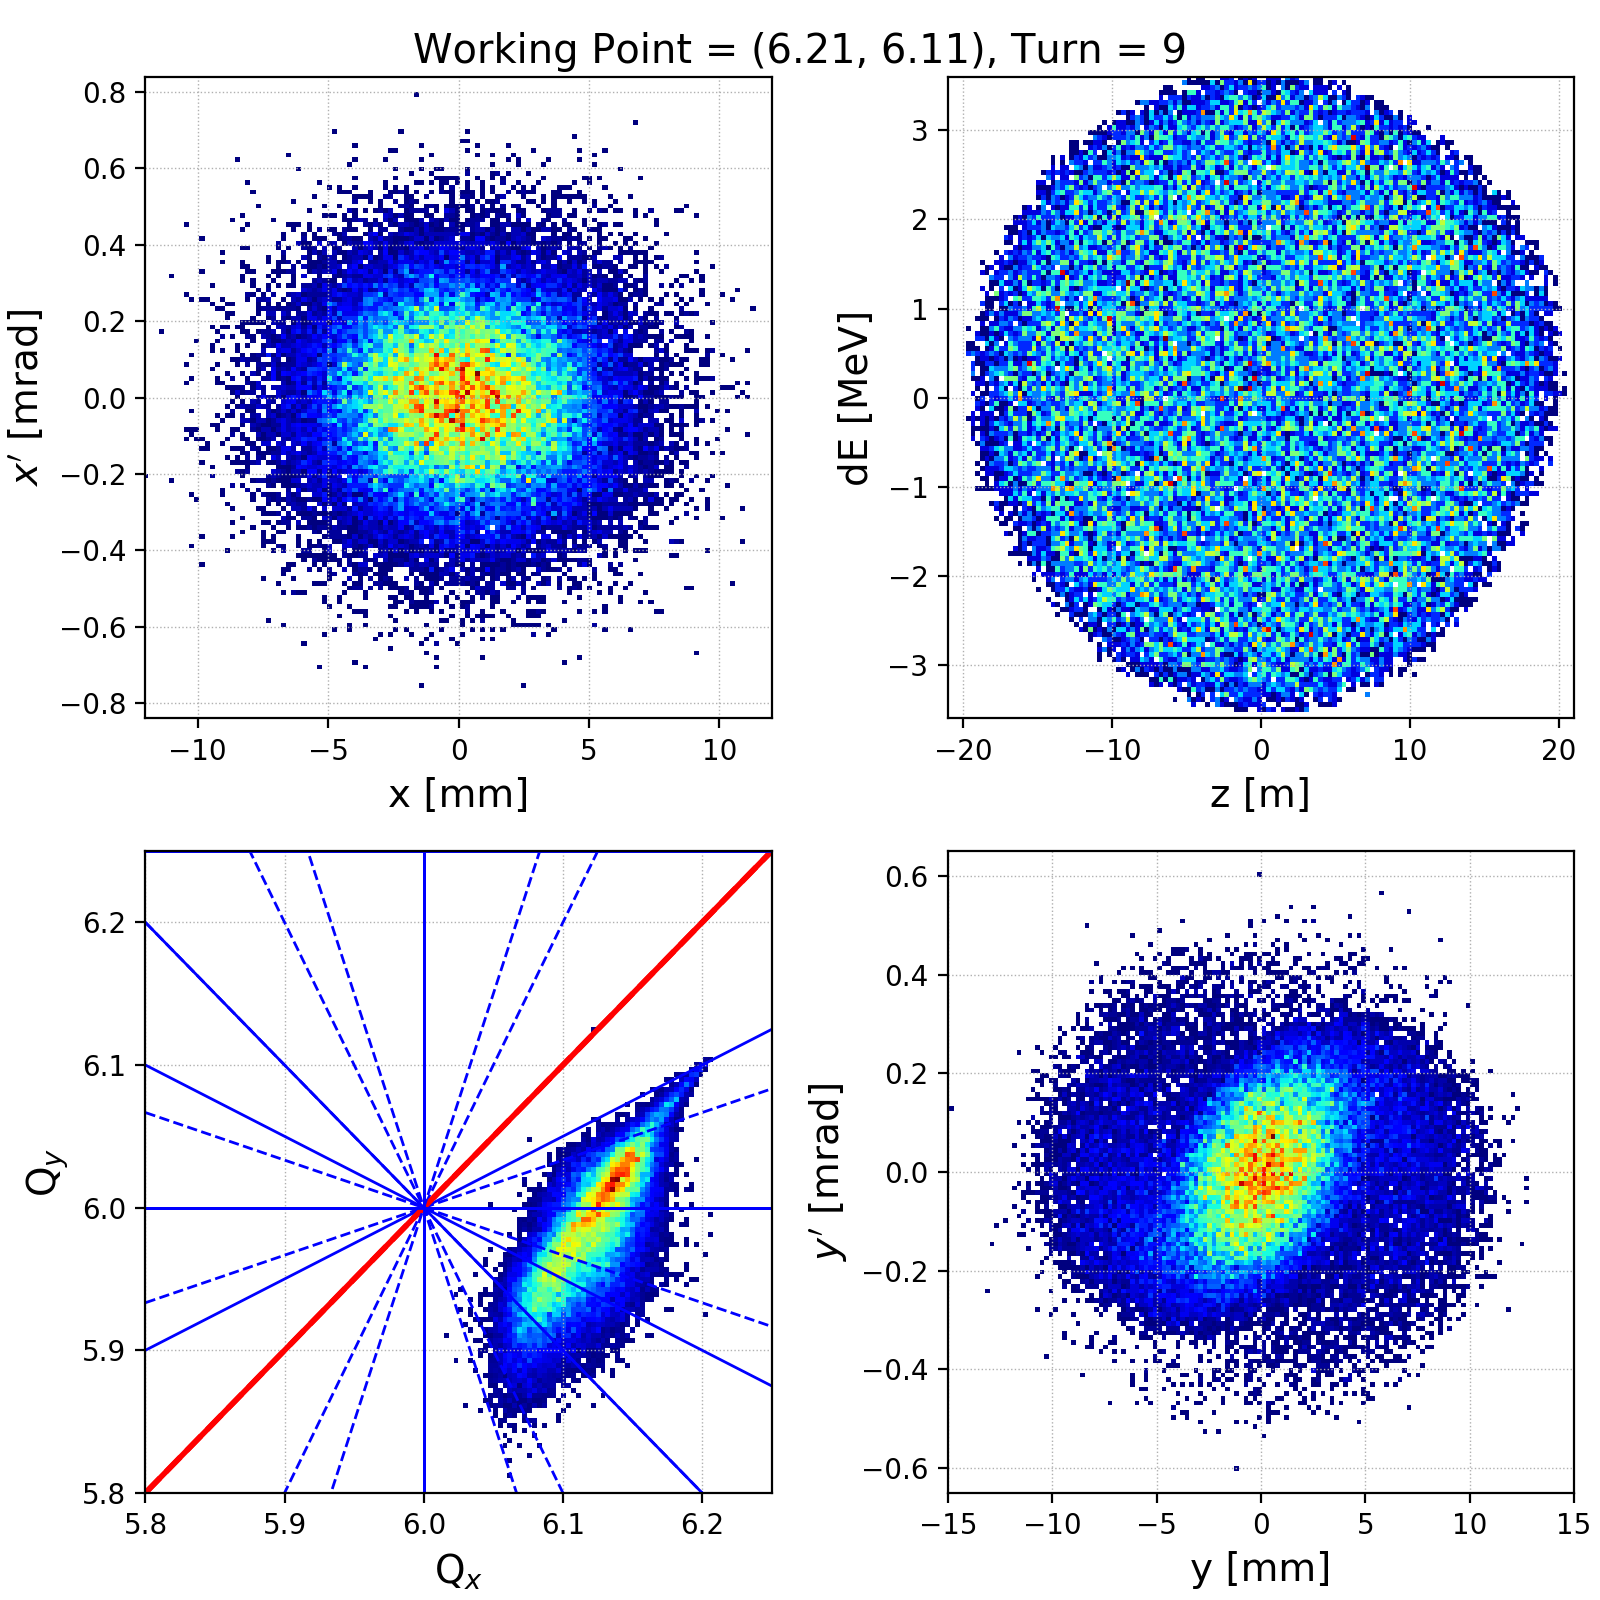 Working Point = (6.21, 6.11), Turn = 9
0.8
0.6
0.4
0.2
0.0
−0.2
−0.4
−0.6
−0.8
x′ [mrad]
−10 −5 0 5 10
x [mm]
3
2
1
0
−1
−2
−3
dE [MeV]
−20 −10 0 10 20
z [m]
6.2
6.1
6.0
5.9
5.8
Qy
5.8 5.9 6.0 6.1 6.2
Qx
0.6
0.4
0.2
0.0
−0.2
−0.4
−0.6
y′ [mrad]
−15 −10 −5 0 5 10 15
y [mm]